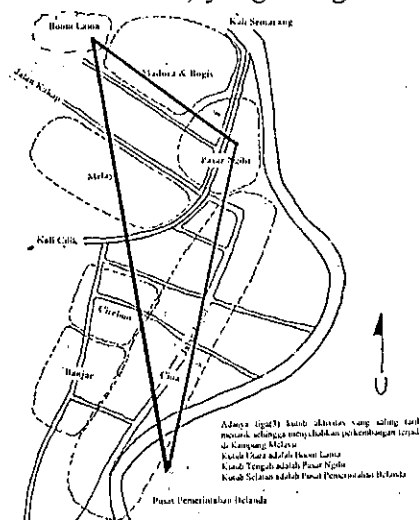 Boom Lama
Kali Semarang
Madura & Bogis
Jalan Kakap
Pasar Ngilir
Melay
Kali Cilik
Cirebon
Banjar
Cina
Adanya tiga(3) kutub aktivitas yang saling tarik
menarik sehingga menyebabkan perkembangan terjadi
di Kampung Melayu
Kutub Utara adalah Boom Lama
Kutub Tengah adalah Pasar Ngilir
Kutub Selatan adalah Pusat Pemerintahan Belanda
Pusat Pemerintahan Belanda